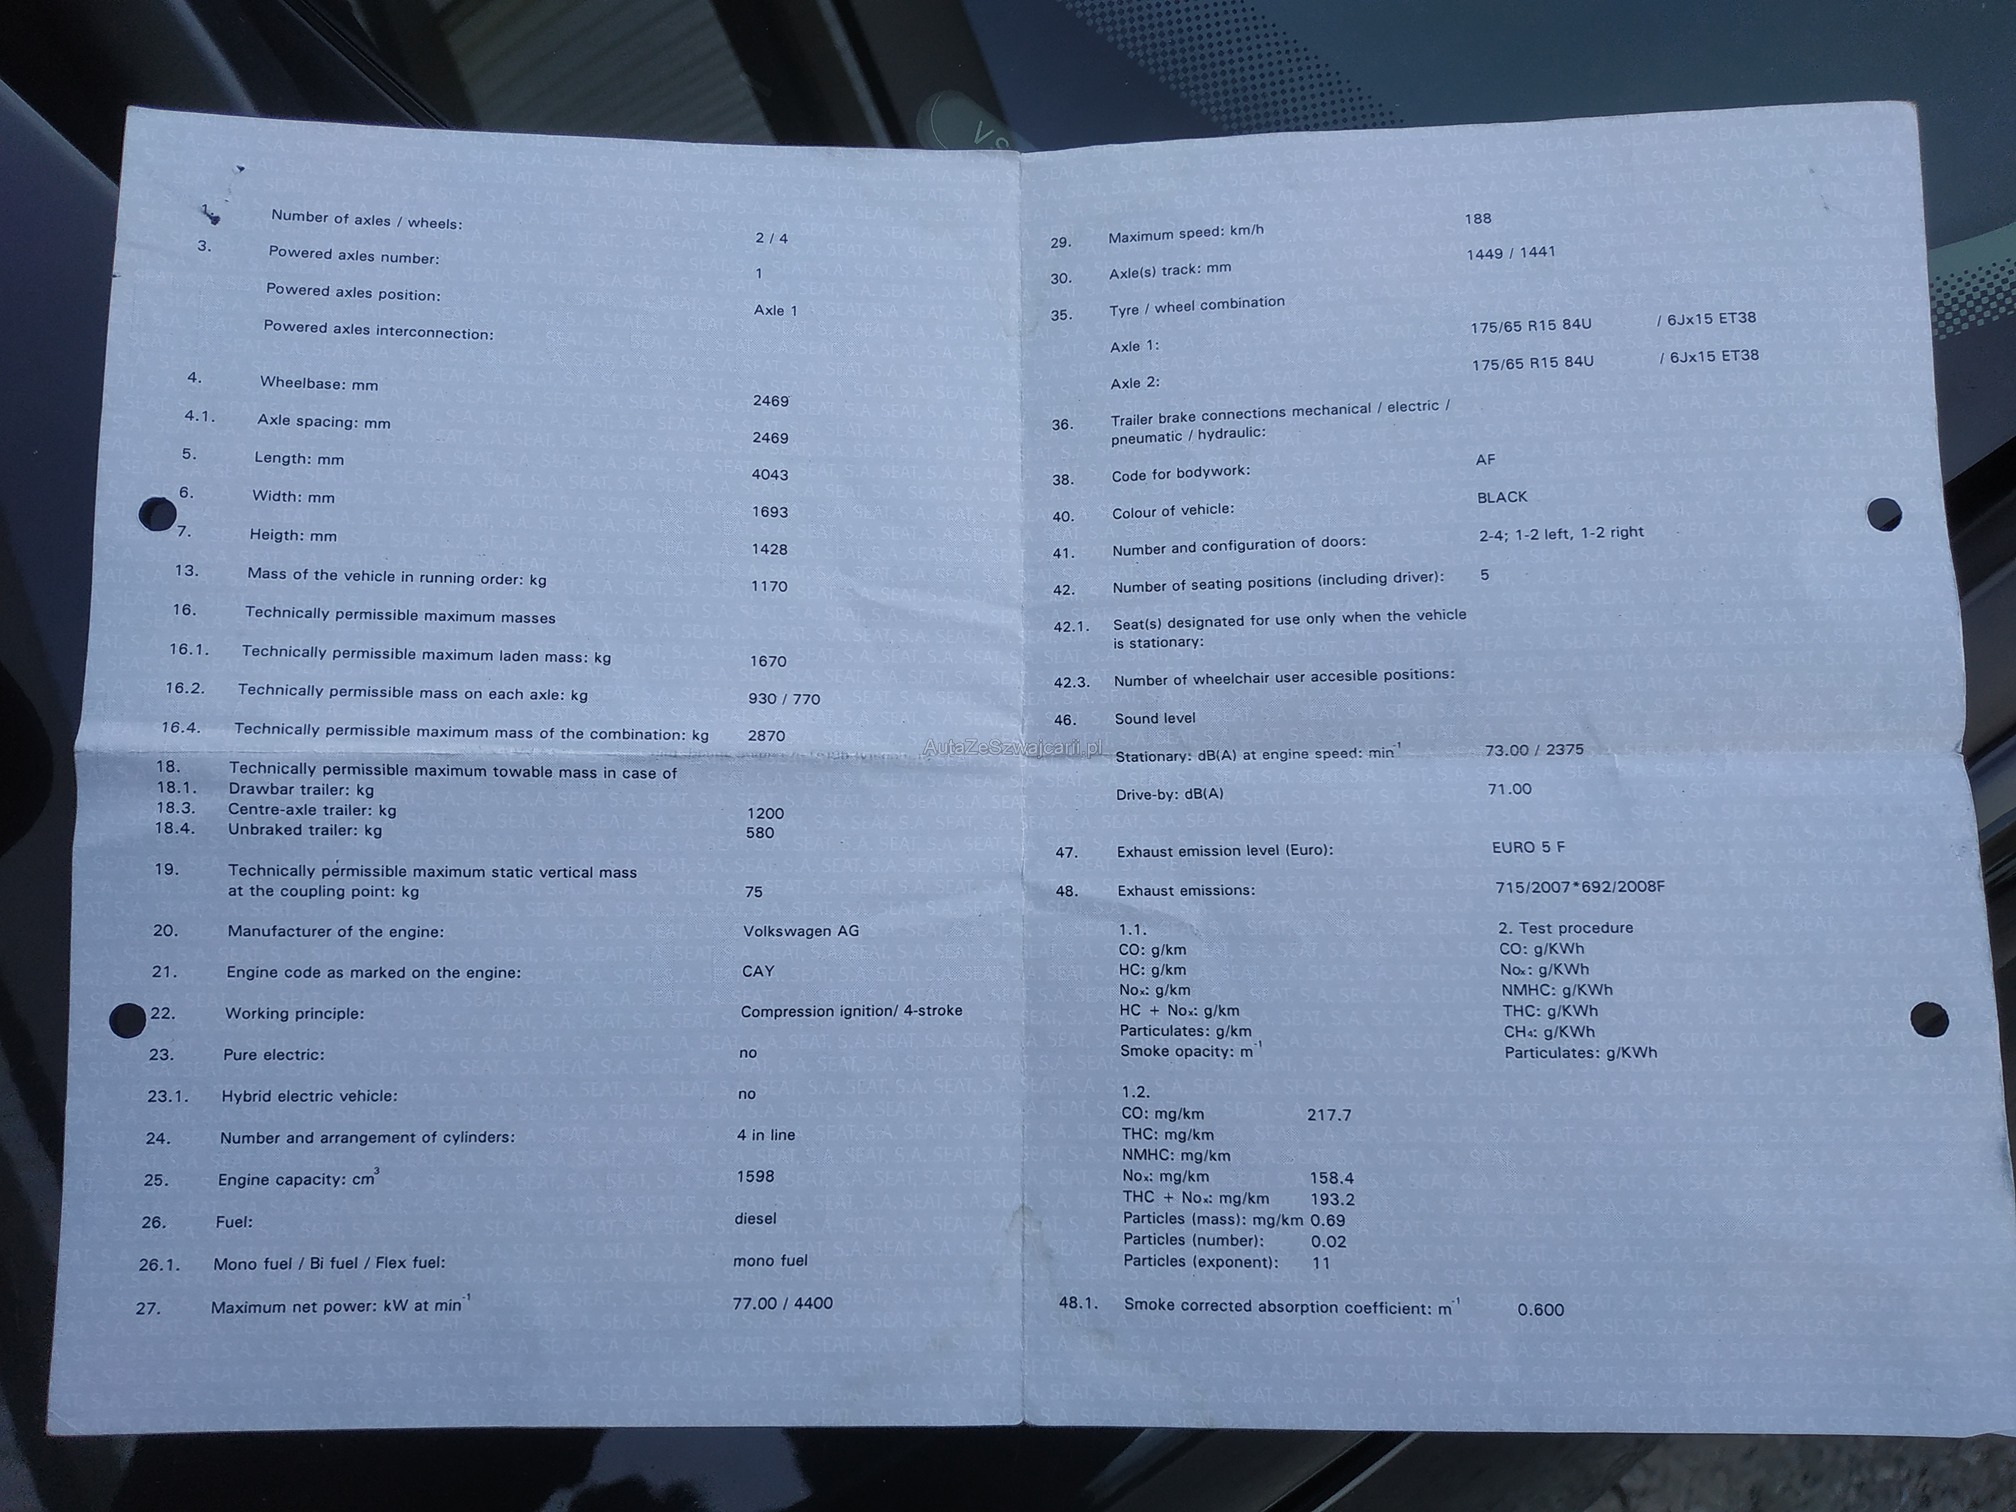 1. Number of axles / wheels: 2 / 4
3. Powered axles number: 1
Powered axles position: Axle 1
Powered axles interconnection:
4. Wheelbase: mm 2469
4.1. Axle spacing: mm 2469
5. Length: mm 4043
6. Width: mm 1693
7. Heigth: mm 1428
13. Mass of the vehicle in running order: kg 1170
16. Technically permissible maximum masses
16.1. Technically permissible maximum laden mass: kg 1670
16.2. Technically permissible mass on each axle: kg 930 / 770
16.4. Technically permissible maximum mass of the combination: kg 2870
18. Technically permissible maximum towable mass in case of
18.1. Drawbar trailer: kg
18.3. Centre-axle trailer: kg 1200
18.4. Unbraked trailer: kg 580
19. Technically permissible maximum static vertical mass
at the coupling point: kg 75
20. Manufacturer of the engine: Volkswagen AG
21. Engine code as marked on the engine: CAY
22. Working principle: Compression ignition/ 4-stroke
23. Pure electric: no
23.1. Hybrid electric vehicle: no
24. Number and arrangement of cylinders: 4 in line
25. Engine capacity: cm³ 1598
26. Fuel: diesel
26.1. Mono fuel / Bi fuel / Flex fuel: mono fuel
27. Maximum net power: kW at min⁻¹ 77.00 / 4400
29. Maximum speed: km/h 188
30. Axle(s) track: mm 1449 / 1441
35. Tyre / wheel combination
Axle 1: 175/65 R15 84U / 6Jx15 ET38
Axle 2: 175/65 R15 84U / 6Jx15 ET38
36. Trailer brake connections mechanical / electric /
pneumatic / hydraulic:
38. Code for bodywork: AF
40. Colour of vehicle: BLACK
41. Number and configuration of doors: 2-4; 1-2 left, 1-2 right
42. Number of seating positions (including driver): 5
42.1. Seat(s) designated for use only when the vehicle
is stationary:
42.3. Number of wheelchair user accesible positions:
46. Sound level
Stationary: dB(A) at engine speed: min⁻¹ 73.00 / 2375
Drive-by: dB(A) 71.00
47. Exhaust emission level (Euro): EURO 5 F
48. Exhaust emissions: 715/2007*692/2008F
1.1. 2. Test procedure
CO: g/km CO: g/KWh
HC: g/km Nox: g/KWh
Nox: g/km NMHC: g/KWh
HC + Nox: g/km THC: g/KWh
Particulates: g/km CH4: g/KWh
Smoke opacity: m⁻¹ Particulates: g/KWh
1.2.
CO: mg/km 217.7
THC: mg/km
NMHC: mg/km
Nox: mg/km 158.4
THC + Nox: mg/km 193.2
Particles (mass): mg/km 0.69
Particles (number): 0.02
Particles (exponent): 11
48.1. Smoke corrected absorption coefficient: m⁻¹ 0.600
AutaZeSzwajcarii.pl